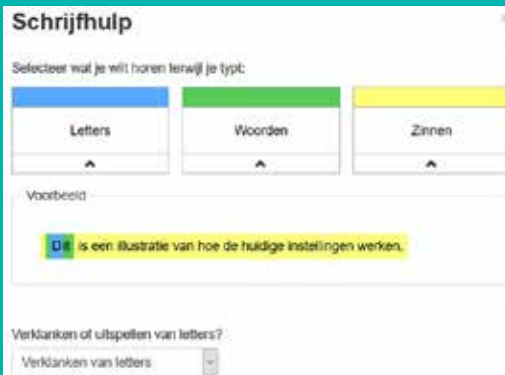 Schrijfhulp
Selecteer wat je wilt horen terwijl je typt:
Letters Woorden Zinnen
Voorbeeld
Dit is een illustratie van hoe de huidige instellingen werken.
Verklanken of uitspellen van letters?
Verklanken van letters